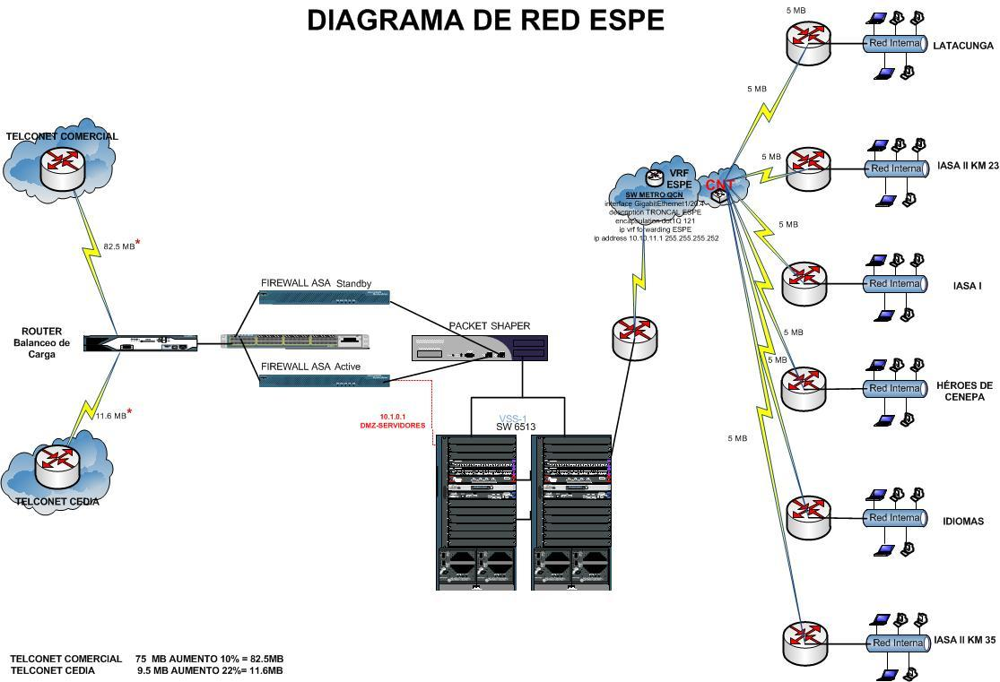 DIAGRAMA DE RED ESPE
5 MB
Red Interna
LATACUNGA
5 MB
TELCONET COMERCIAL
5 MB
Red Interna
IASA II KM 23
VRF
ESPE
CNT
SW METRO QCN
interface GigabitEthernet1/20.4
description TRONCAL ESPE
encapsulation dot1Q 121
ip vrf forwarding ESPE
ip address 10.10.11.1 255.255.255.252
5 MB
82.5 MB*
FIREWALL ASA Standby
Red Interna
IASA I
ROUTER
Balanceo de
Carga
PACKET SHAPER
5 MB
5 MB
FIREWALL ASA Active
Red Interna
HÉROES DE
CENEPA
11.6 MB*
10.1.0.1
DMZ-SERVIDORES
VSS-1
SW 6513
5 MB
TELCONET CEDIA
Red Interna
IDIOMAS
Red Interna
IASA II KM 35
TELCONET COMERCIAL 75 MB AUMENTO 10% = 82.5MB
TELCONET CEDIA 9.5 MB AUMENTO 22%= 11.6MB